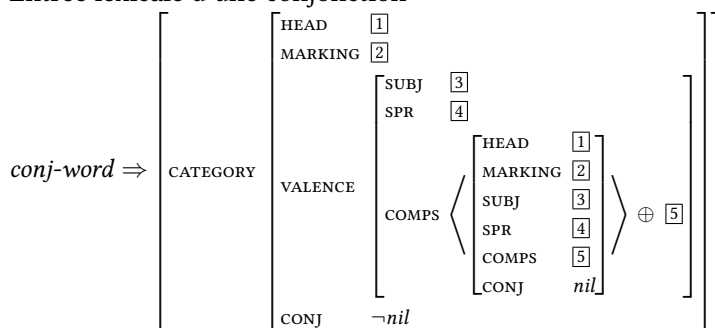 Entrée lexicale d'une conjonction
HEAD 1
MARKING 2
SUBJ 3
SPR 4
HEAD 1
MARKING 2
conj-word ⇒ CATEGORY VALENCE COMPS SUBJ 3 ⊕ 5
SPR 4
COMPS 5
CONJ nil
CONJ ¬nil